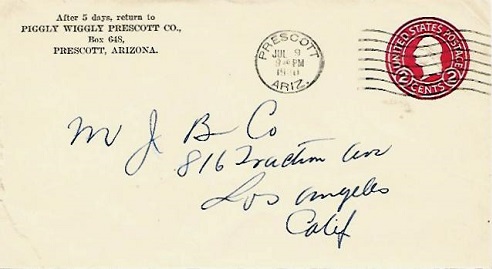 After 5 days, return to
PIGGLY WIGGLY PRESCOTT CO.,
Box 648,
PRESCOTT, ARIZONA.
PRESCOTT
JUL 9
PM
ARIZ.
UNITED STATES POSTAGE
2 CENTS 2
M J B Co
816 Traction Ave
Los Angeles
Calif